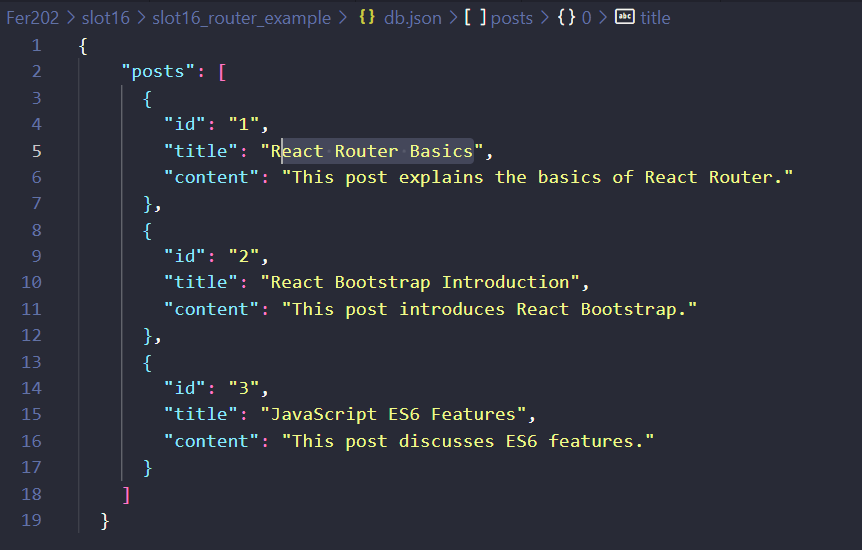 Fer202 > slot16 > slot16_router_example > {} db.json > [ ] posts > {} 0 > abc title
1 {
2 "posts": [
3 {
4 "id": "1",
5 "title": "React Router Basics",
6 "content": "This post explains the basics of React Router."
7 },
8 {
9 "id": "2",
10 "title": "React Bootstrap Introduction",
11 "content": "This post introduces React Bootstrap."
12 },
13 {
14 "id": "3",
15 "title": "JavaScript ES6 Features",
16 "content": "This post discusses ES6 features."
17 }
18 ]
19 }